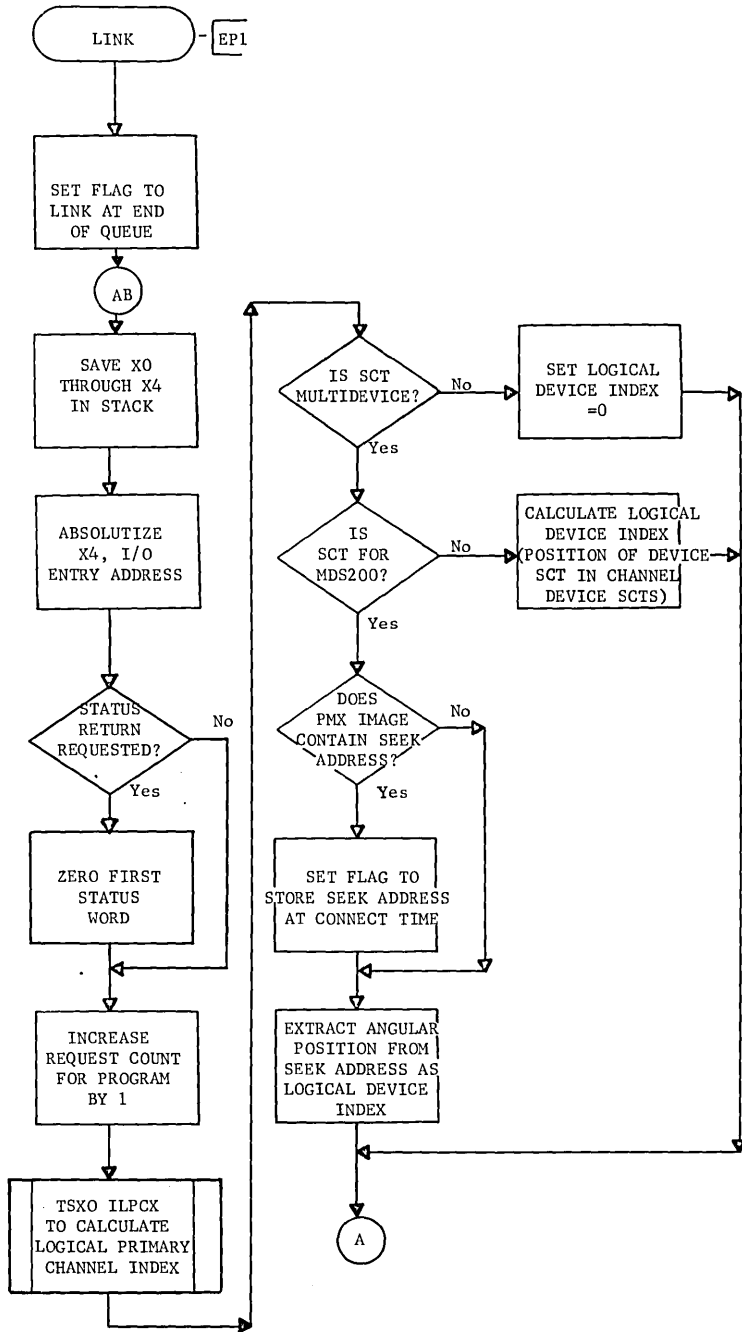 LINK
EP1
SET FLAG TO
LINK AT END
OF QUEUE
AB
SAVE X0
THROUGH X4
IN STACK
ABSOLUTIZE
X4, I/O
ENTRY ADDRESS
STATUS
RETURN
REQUESTED?
No
Yes
ZERO FIRST
STATUS
WORD
INCREASE
REQUEST COUNT
FOR PROGRAM
BY 1
TSXO ILPCX
TO CALCULATE
LOGICAL PRIMARY
CHANNEL INDEX
IS SCT
MULTIDEVICE?
No
Yes
SET LOGICAL
DEVICE INDEX
=0
IS
SCT FOR
MDS200?
No
Yes
CALCULATE LOGICAL
DEVICE INDEX
(POSITION OF DEVICE
SCT IN CHANNEL
DEVICE SCTS)
DOES
PMX IMAGE
CONTAIN SEEK
ADDRESS?
No
Yes
SET FLAG TO
STORE SEEK ADDRESS
AT CONNECT TIME
EXTRACT ANGULAR
POSITION FROM
SEEK ADDRESS AS
LOGICAL DEVICE
INDEX
A